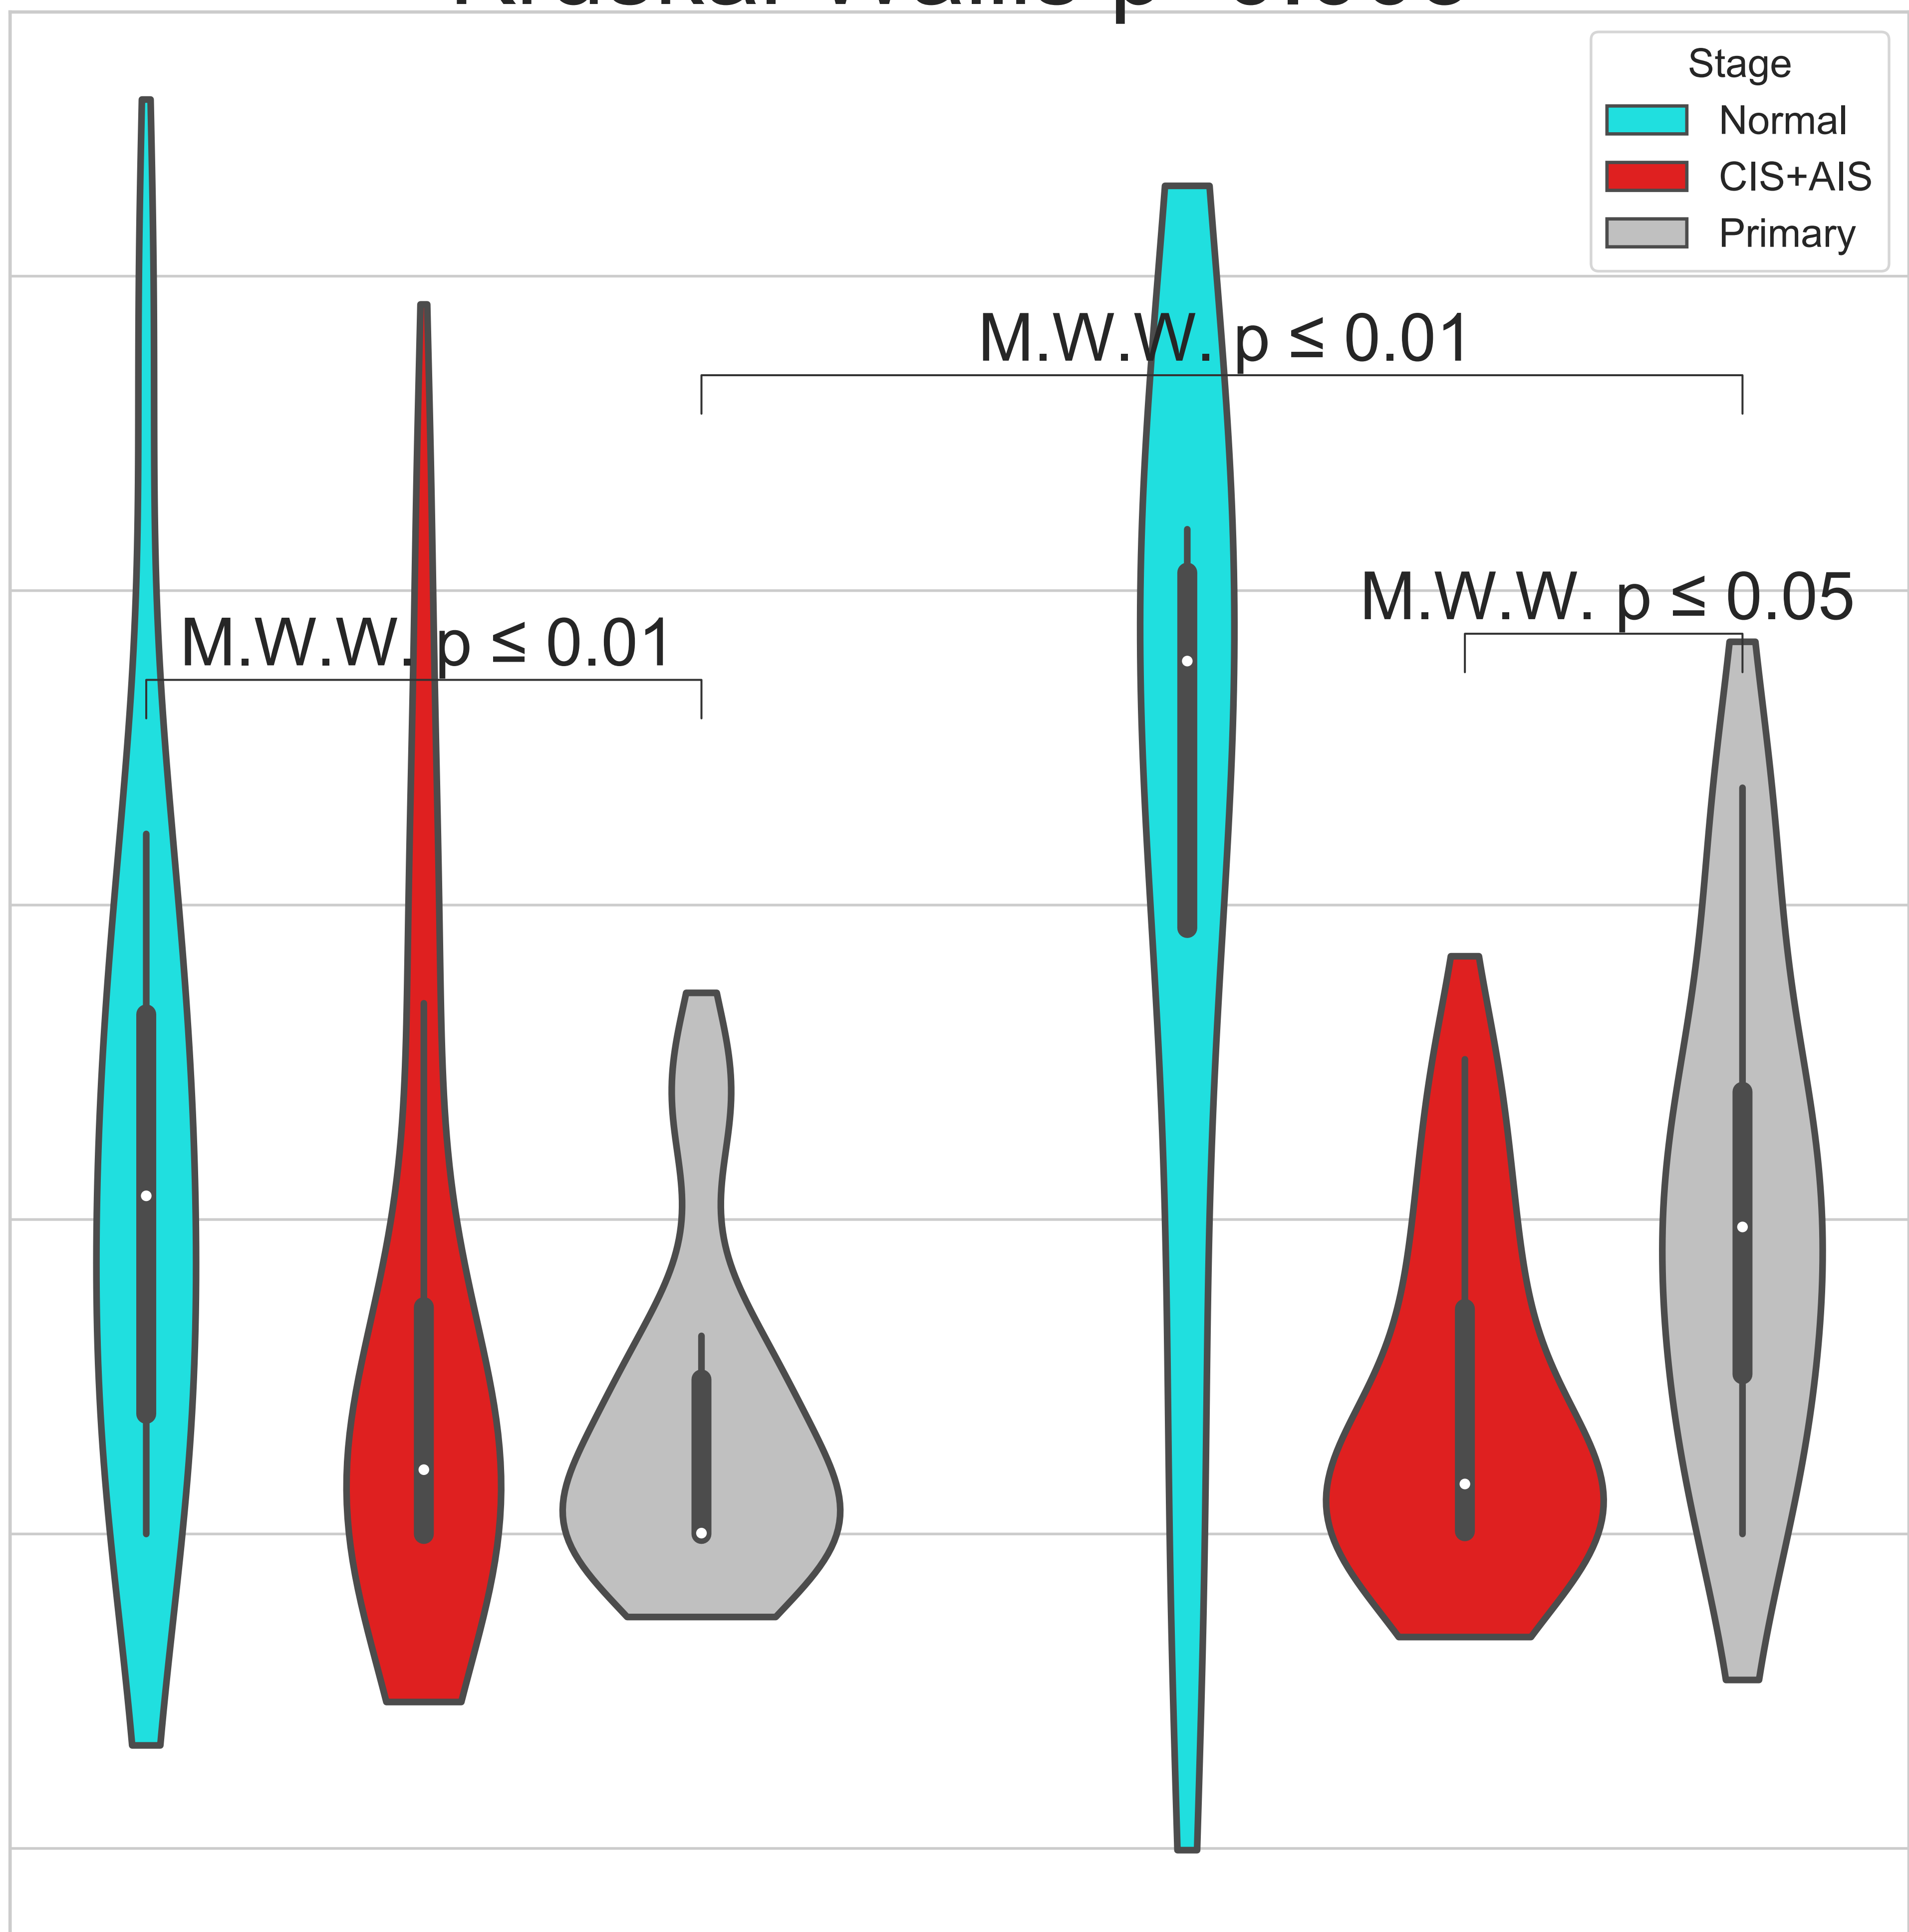 Stage
Normal
CIS+AIS
Primary
M.W.W. p ≤ 0.01
M.W.W. p ≤ 0.05
M.W.W. p ≤ 0.01